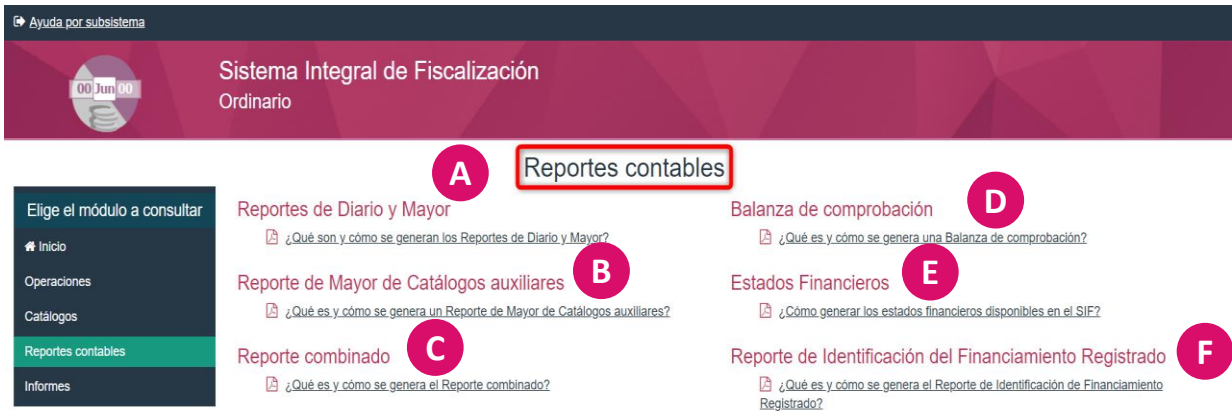 Ayuda por subsistema
00 Jun 00
Sistema Integral de Fiscalización
Ordinario
Reportes contables
Elige el módulo a consultar
Inicio
Operaciones
Catálogos
Reportes contables
Informes
A
Reportes de Diario y Mayor
¿Qué son y cómo se generan los Reportes de Diario y Mayor?
B
Reporte de Mayor de Catálogos auxiliares
¿Qué es y cómo se genera un Reporte de Mayor de Catálogos auxiliares?
C
Reporte combinado
¿Qué es y cómo se genera el Reporte combinado?
D
Balanza de comprobación
¿Qué es y cómo se genera una Balanza de comprobación?
E
Estados Financieros
¿Cómo generar los estados financieros disponibles en el SIF?
F
Reporte de Identificación del Financiamiento Registrado
¿Qué es y cómo se genera el Reporte de Identificación de Financiamiento
Registrado?